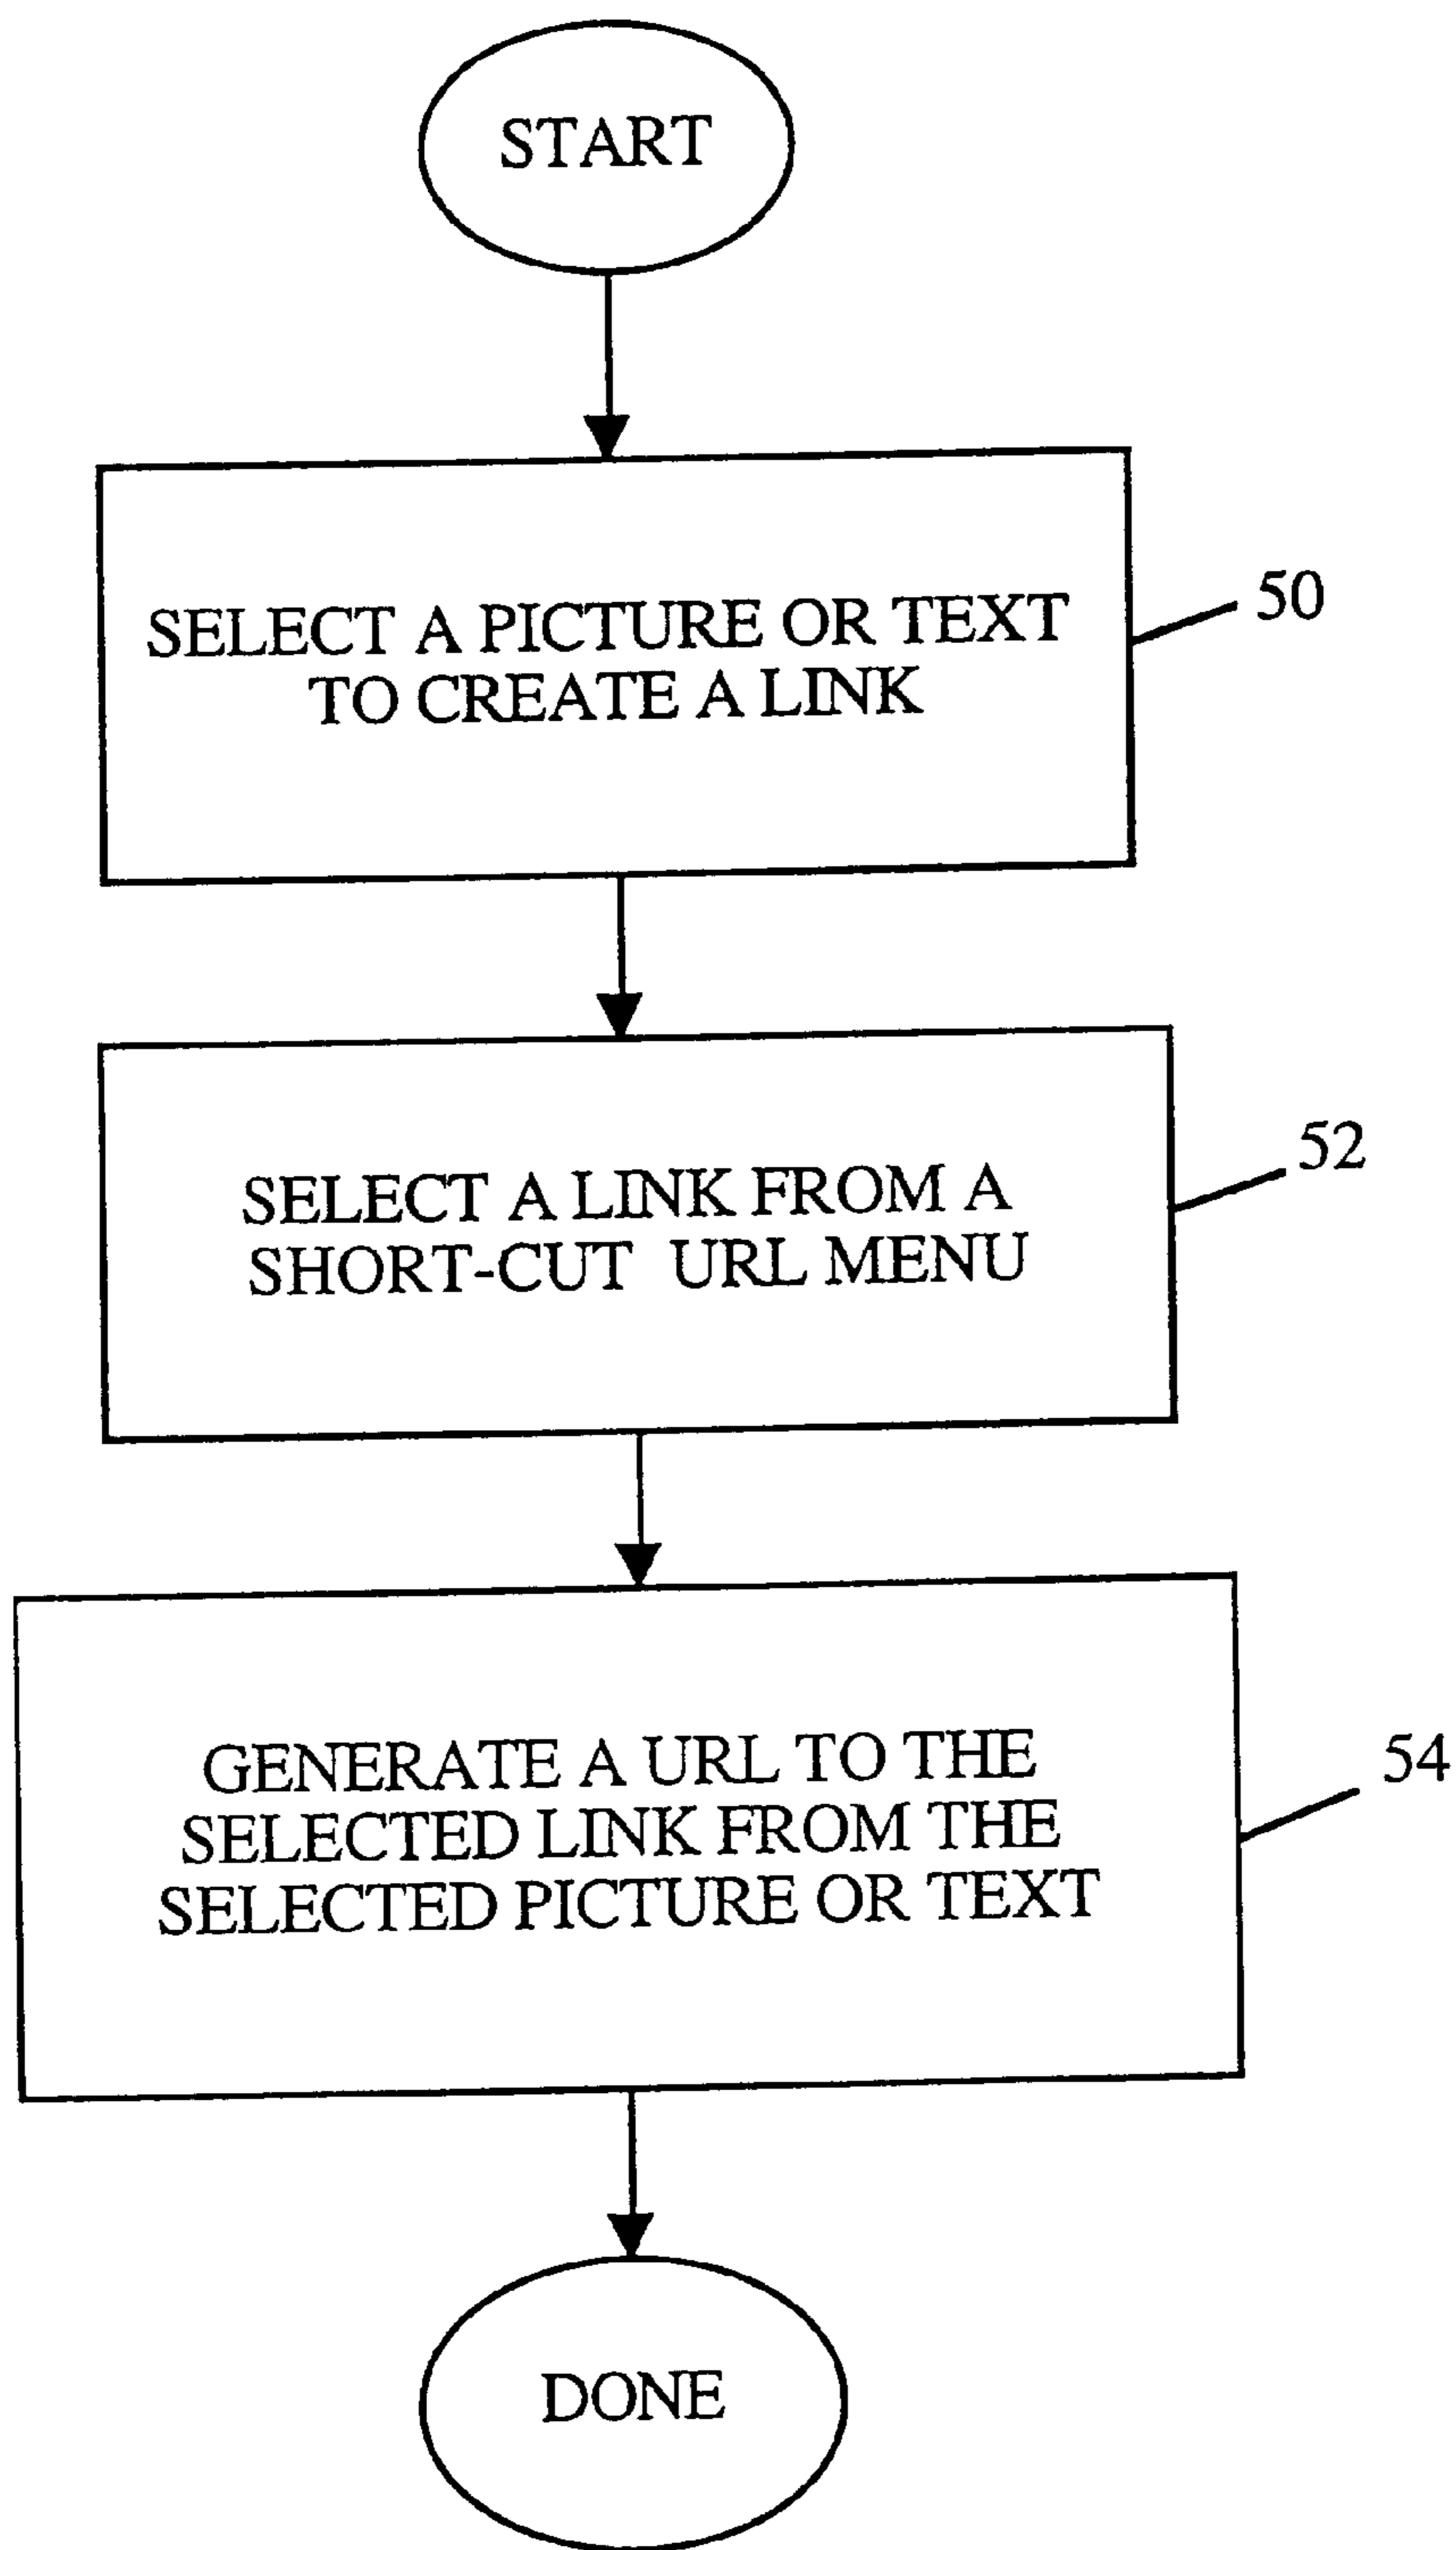 START
SELECT A PICTURE OR TEXT
TO CREATE A LINK
50
SELECT A LINK FROM A
SHORT-CUT URL MENU
52
GENERATE A URL TO THE
SELECTED LINK FROM THE
SELECTED PICTURE OR TEXT
54
DONE